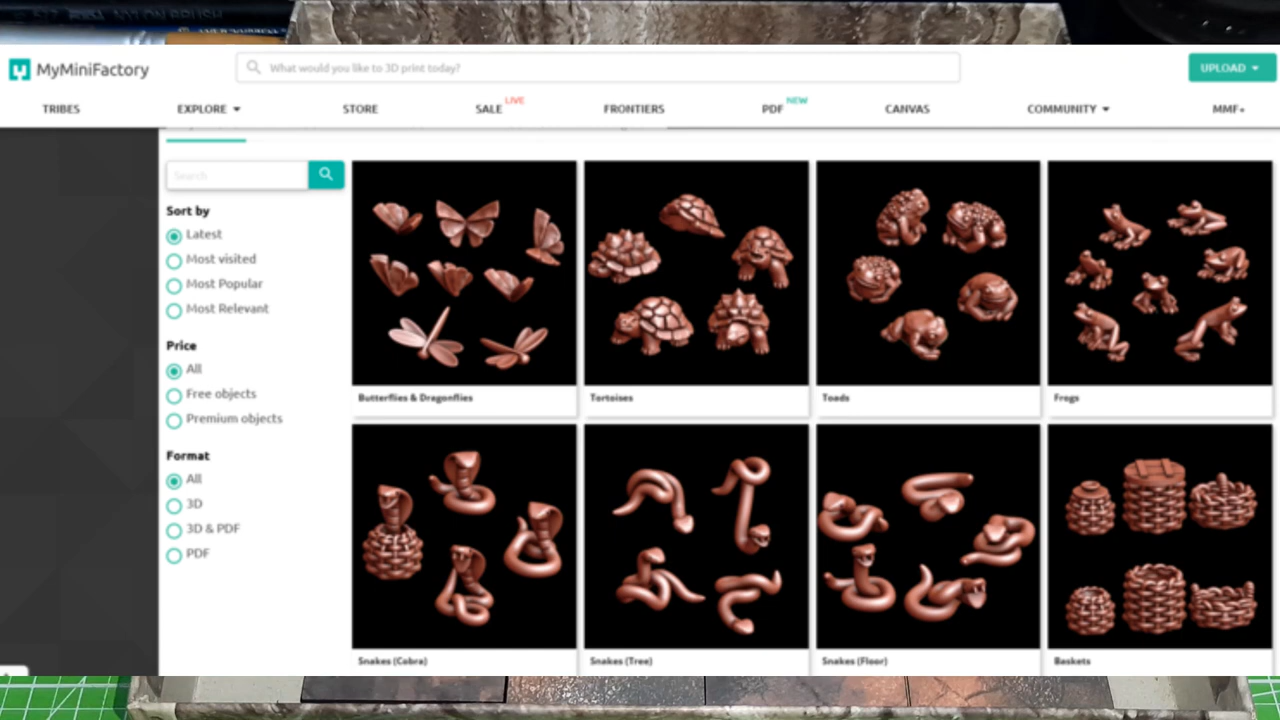 NYLON BRUSH
MyMiniFactory
What would you like to 3D print today?
UPLOAD
TRIBES
EXPLORE
STORE
SALE LIVE
FRONTIERS
PDF NEW
CANVAS
COMMUNITY
MMF+
Search
Sort by
Latest
Most visited
Most Popular
Most Relevant
Price
All
Free objects
Premium objects
Format
All
3D
3D & PDF
PDF
Butterflies & Dragonflies
Tortoises
Toads
Frogs
Snakes (Cobra)
Snakes (Tree)
Snakes (Floor)
Baskets